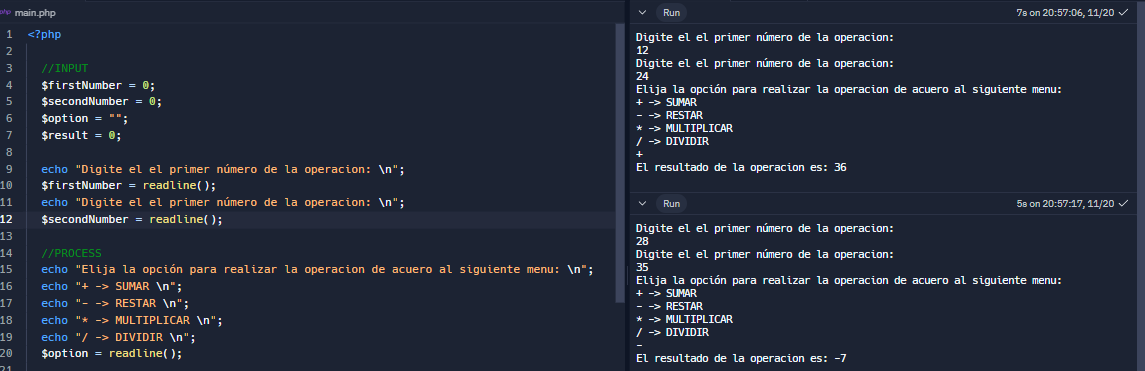 php main.php
1 <?php
2
3 //INPUT
4 $firstNumber = 0;
5 $secondNumber = 0;
6 $option = "";
7 $result = 0;
8
9 echo "Digite el el primer número de la operacion: \n";
10 $firstNumber = readline();
11 echo "Digite el el primer número de la operacion: \n";
12 $secondNumber = readline();
13
14 //PROCESS
15 echo "Elija la opción para realizar la operacion de acuero al siguiente menu: \n";
16 echo "+ -> SUMAR \n";
17 echo "- -> RESTAR \n";
18 echo "* -> MULTIPLICAR \n";
19 echo "/ -> DIVIDIR \n";
20 $option = readline();
21
Run 7s on 20:57:06, 11/20
Digite el el primer número de la operacion:
12
Digite el el primer número de la operacion:
24
Elija la opción para realizar la operacion de acuero al siguiente menu:
+ -> SUMAR
- -> RESTAR
* -> MULTIPLICAR
/ -> DIVIDIR
+
El resultado de la operacion es: 36
Run 5s on 20:57:17, 11/20
Digite el el primer número de la operacion:
28
Digite el el primer número de la operacion:
35
Elija la opción para realizar la operacion de acuero al siguiente menu:
+ -> SUMAR
- -> RESTAR
* -> MULTIPLICAR
/ -> DIVIDIR
-
El resultado de la operacion es: -7